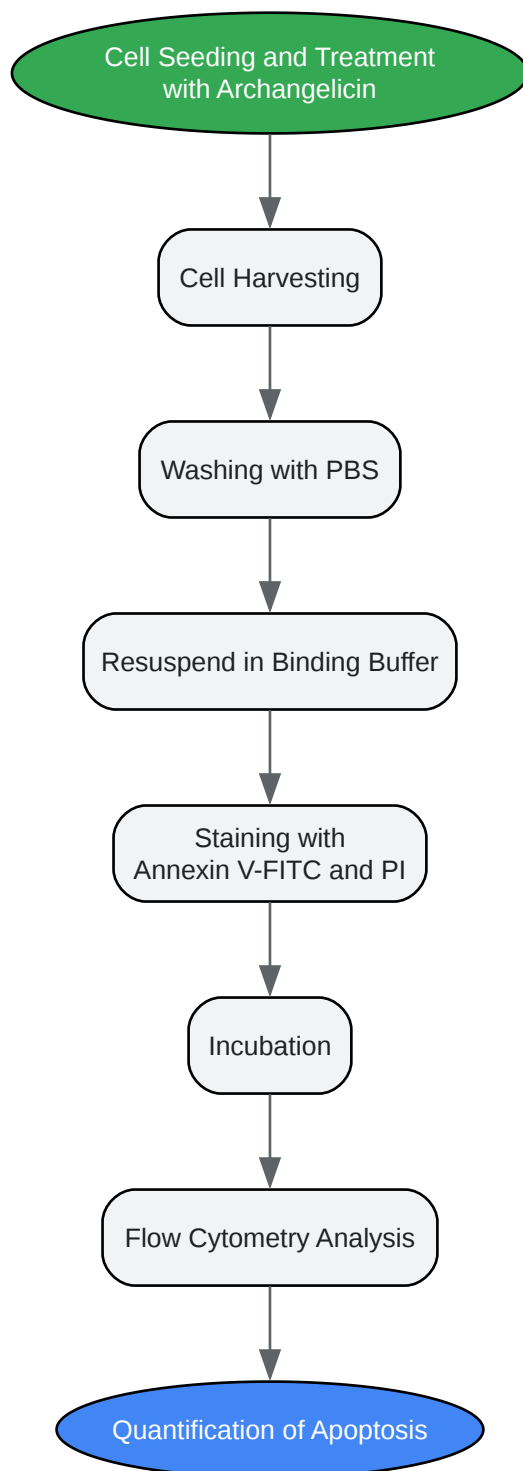 Cell Seeding and Treatment
with Archangelicin
Cell Harvesting
Washing with PBS
Resuspend in Binding Buffer
Staining with
Annexin V-FITC and PI
Incubation
Flow Cytometry Analysis
Quantification of Apoptosis